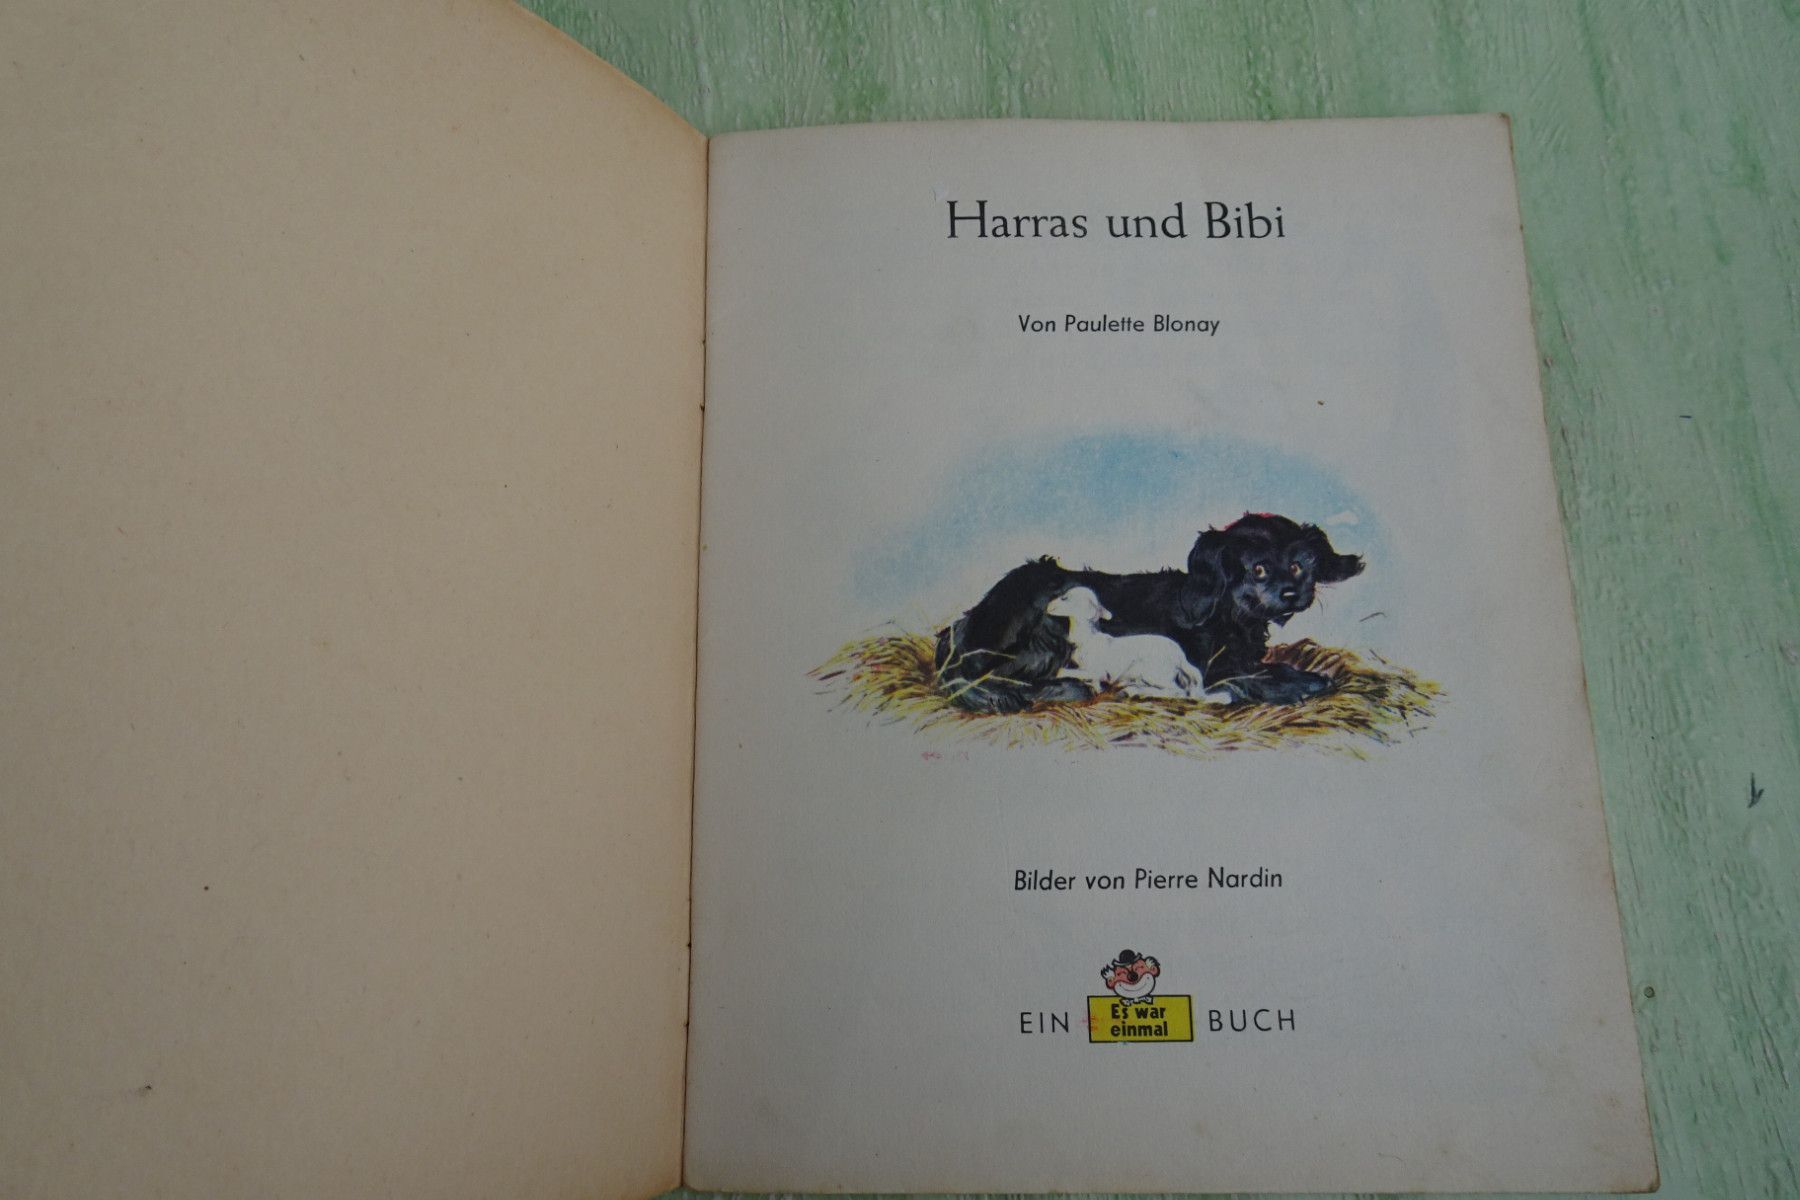 Harras und Bibi
Von Paulette Blonay
Bilder von Pierre Nardin
EIN Es war einmal BUCH